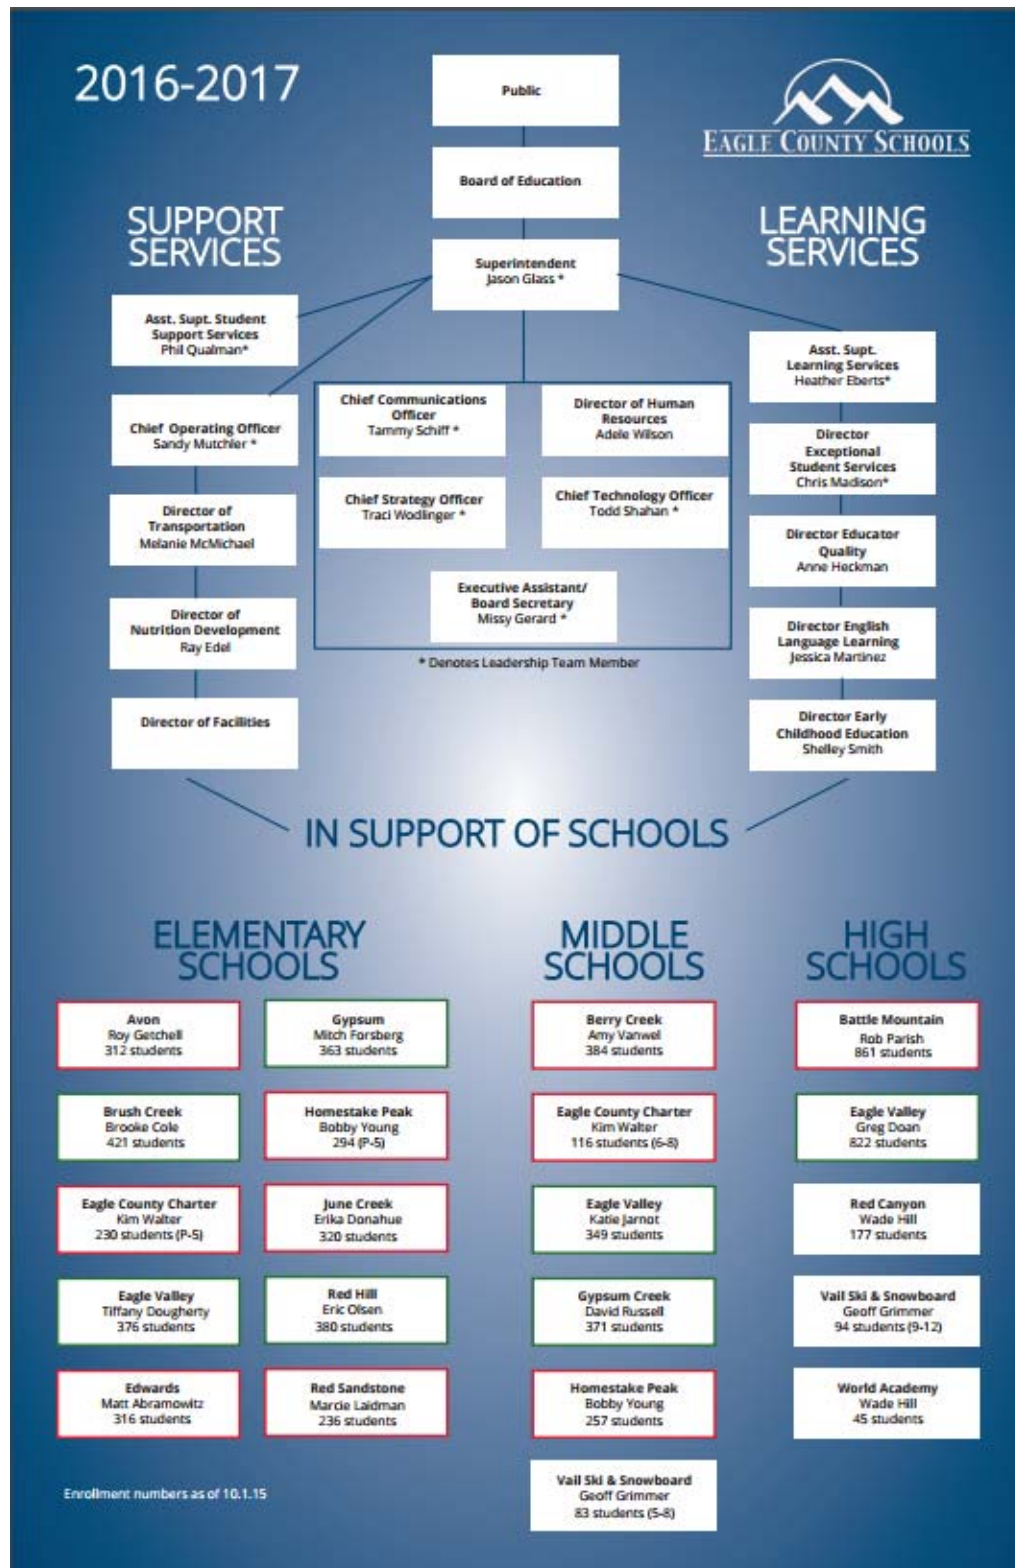 2016-2017
EAGLE COUNTY SCHOOLS
Public
Board of Education
Superintendent
Jason Glass *
SUPPORT
SERVICES
Asst. Supt. Student
Support Services
Phil Qualman*
Chief Operating Officer
Sandy Mutchler *
Director of
Transportation
Melanie McMichael
Director of
Nutrition Development
Ray Edel
Director of Facilities
Chief Communications
Officer
Tammy Schiff *
Director of Human
Resources
Adele Wilson
Chief Strategy Officer
Traci Wodlinger *
Chief Technology Officer
Todd Shahan *
Executive Assistant/
Board Secretary
Missy Gerard *
* Denotes Leadership Team Member
LEARNING
SERVICES
Asst. Supt.
Learning Services
Heather Eberts*
Director
Exceptional
Student Services
Chris Madison*
Director Educator
Quality
Anne Heckman
Director English
Language Learning
Jessica Martinez
Director Early
Childhood Education
Shelley Smith
IN SUPPORT OF SCHOOLS
ELEMENTARY
SCHOOLS
Avon
Roy Getchell
312 students
Brush Creek
Brooke Cole
421 students
Eagle County Charter
Kim Walter
230 students (P-5)
Eagle Valley
Tiffany Dougherty
376 students
Edwards
Matt Abramowitz
316 students
Gypsum
Mitch Forsberg
363 students
Homestake Peak
Bobby Young
294 (P-5)
June Creek
Erika Donahue
320 students
Red Hill
Eric Olsen
380 students
Red Sandstone
Marcie Laidman
236 students
MIDDLE
SCHOOLS
Berry Creek
Amy Vanwel
384 students
Eagle County Charter
Kim Walter
116 students (6-8)
Eagle Valley
Katie Jarnot
349 students
Gypsum Creek
David Russell
371 students
Homestake Peak
Bobby Young
257 students
Vail Ski & Snowboard
Geoff Grimmer
83 students (5-8)
HIGH
SCHOOLS
Battle Mountain
Rob Parish
861 students
Eagle Valley
Greg Doan
822 students
Red Canyon
Wade Hill
177 students
Vail Ski & Snowboard
Geoff Grimmer
94 students (9-12)
World Academy
Wade Hill
45 students
Enrollment numbers as of 10.1.15